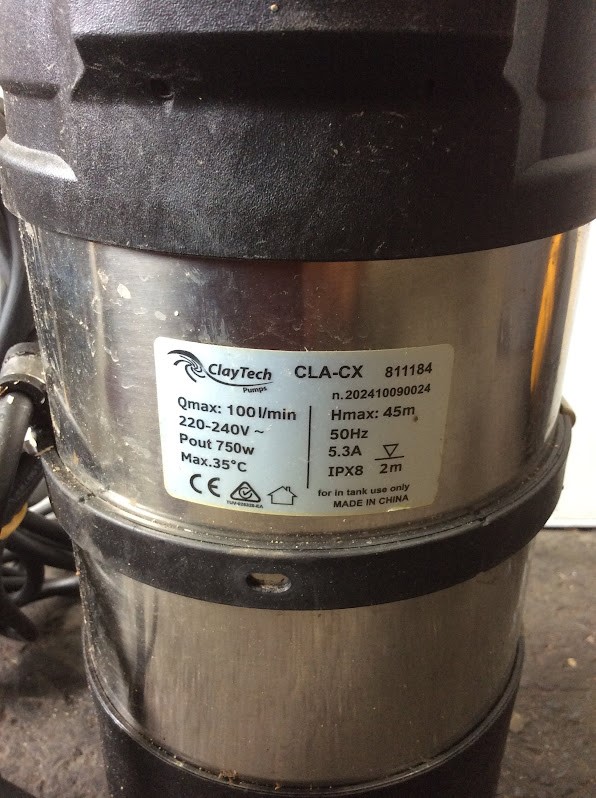 ClayTech
Pumps
CLA-CX 811184
n.202410090024
Qmax: 100l/min
Hmax: 45m
220-240V ~
50Hz
Pout 750w
5.3A
Max.35°C
IPX8 2m
CE
for in tank use only
MADE IN CHINA